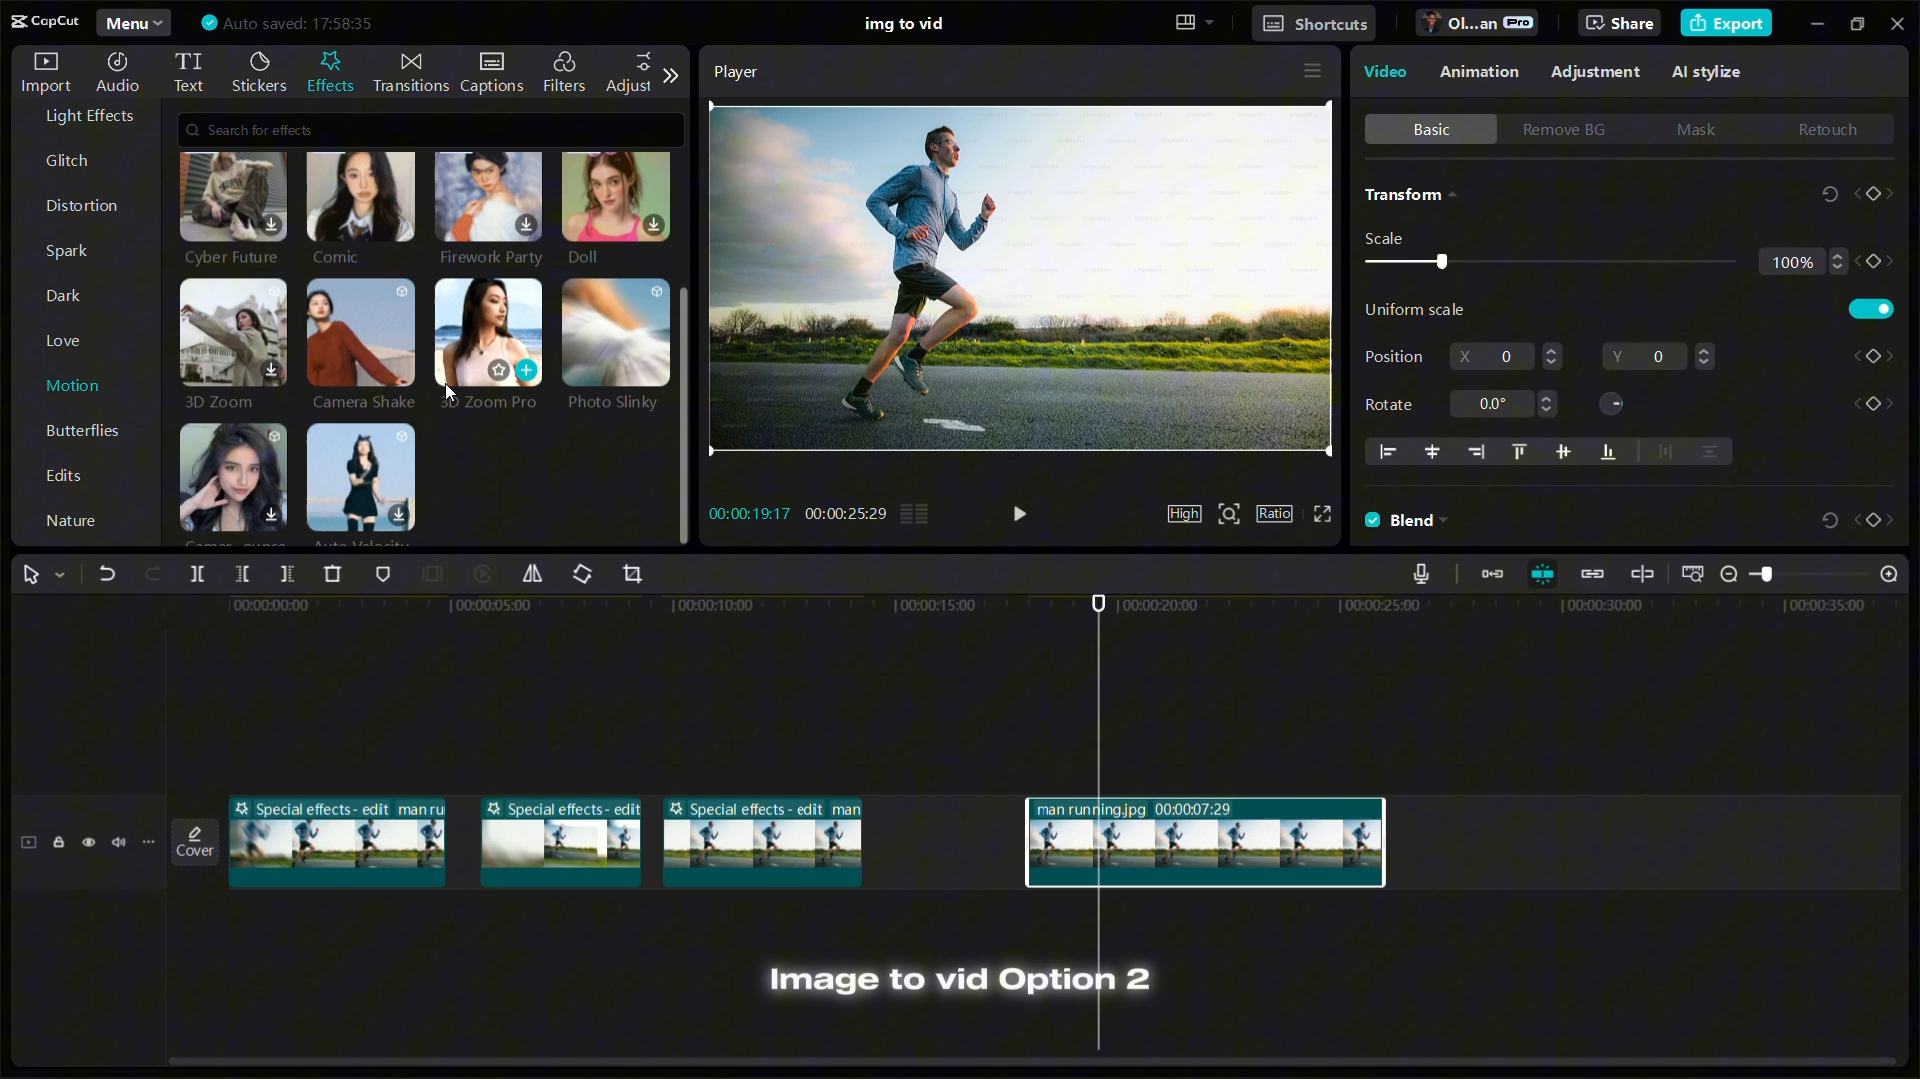 CapCut
Menu
Auto saved: 17:58:35
img to vid
Shortcuts
Ol...an Pro
Share
Export
Import
Audio
Text
Stickers
Effects
Transitions
Captions
Filters
Adjust
Light Effects
Glitch
Distortion
Spark
Dark
Love
Motion
Butterflies
Edits
Nature
Search for effects
Cyber Future
Comic
Firework Party
Doll
3D Zoom
Camera Shake
3D Zoom Pro
Photo Slinky
Auto Velocity
Player
00:00:19:17
00:00:25:29
High
Ratio
Video
Animation
Adjustment
AI stylize
Basic
Remove BG
Mask
Retouch
Transform
Scale
100%
Uniform scale
Position
X 0
Y 0
Rotate
0.0°
Blend
00:00:00:00
00:00:05:00
00:00:10:00
00:00:15:00
00:00:20:00
00:00:25:00
00:00:30:00
00:00:35:00
Cover
Special effects - edit man ru
Special effects - edit
Special effects - edit man
man running.jpg 00:00:07:29
Image to vid Option 2